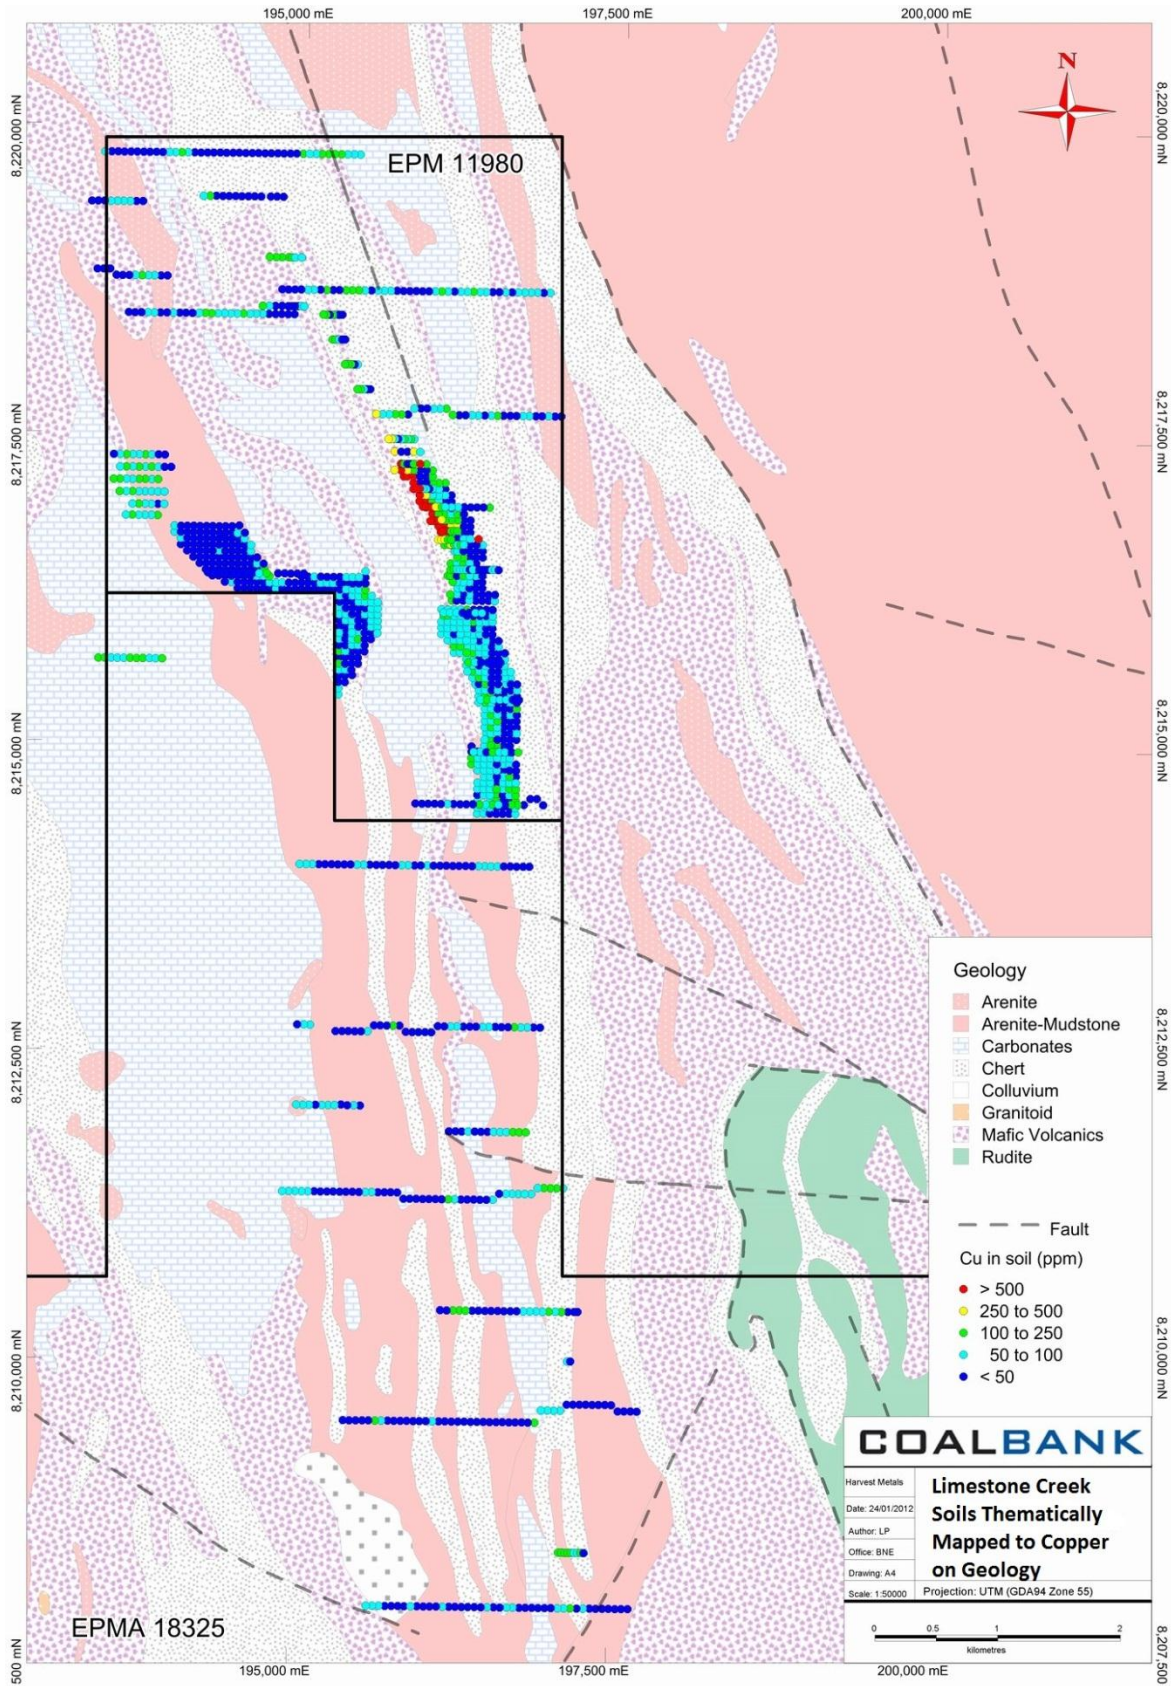 195,000 mE
197,500 mE
200,000 mE
N
8,220,000 mN
8,220,000 mN
EPM 11980
8,217,500 mN
8,217,500 mN
8,215,000 mN
8,215,000 mN
8,212,500 mN
8,212,500 mN
Geology
Arenite
Arenite-Mudstone
Carbonates
Chert
Colluvium
Granitoid
Mafic Volcanics
Rudite
Fault
Cu in soil (ppm)
> 500
250 to 500
100 to 250
50 to 100
< 50
8,210,000 mN
8,210,000 mN
COALBANK
Harvest Metals
Date: 24/01/2012
Author: LP
Office: BNE
Drawing: A4
Scale: 1:50000
Limestone Creek
Soils Thematically
Mapped to Copper
on Geology
Projection: UTM (GDA94 Zone 55)
0 0.5 1 2
kilometres
EPMA 18325
500 mN
8,207,500
195,000 mE
197,500 mE
200,000 mE